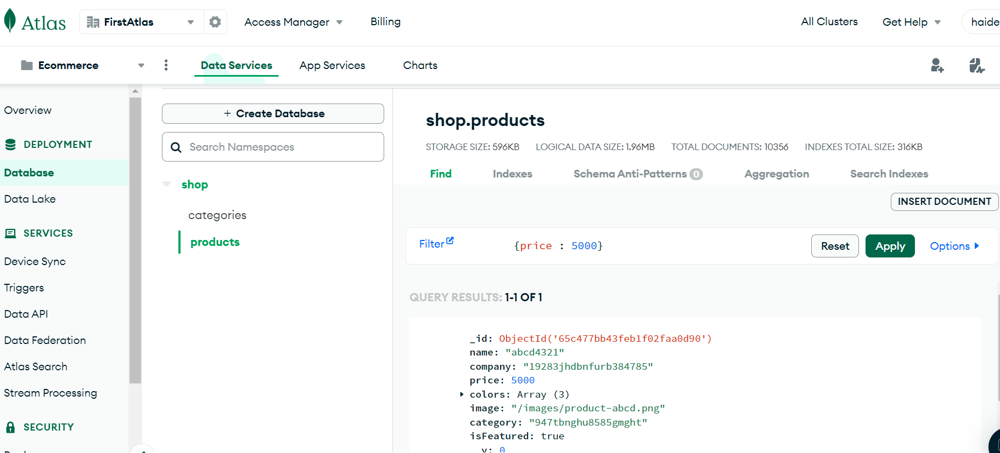 Atlas
FirstAtlas
Access Manager
Billing
All Clusters
Get Help
haide
Ecommerce
Data Services
App Services
Charts
Overview
DEPLOYMENT
Database
Data Lake
SERVICES
Device Sync
Triggers
Data API
Data Federation
Atlas Search
Stream Processing
SECURITY
+ Create Database
Search Namespaces
shop
categories
products
shop.products
STORAGE SIZE: 596KB LOGICAL DATA SIZE: 1.96MB TOTAL DOCUMENTS: 10356 INDEXES TOTAL SIZE: 316KB
Find Indexes Schema Anti-Patterns 0 Aggregation Search Indexes
INSERT DOCUMENT
Filter {price : 5000} Reset Apply Options
QUERY RESULTS: 1-1 OF 1
_id: ObjectId('65c477bb43feb1f02faa0d90')
name: "abcd4321"
company: "19283jhdbnfurb384785"
price: 5000
colors: Array (3)
image: "/images/product-abcd.png"
category: "947tbnghu8585gmght"
isFeatured: true